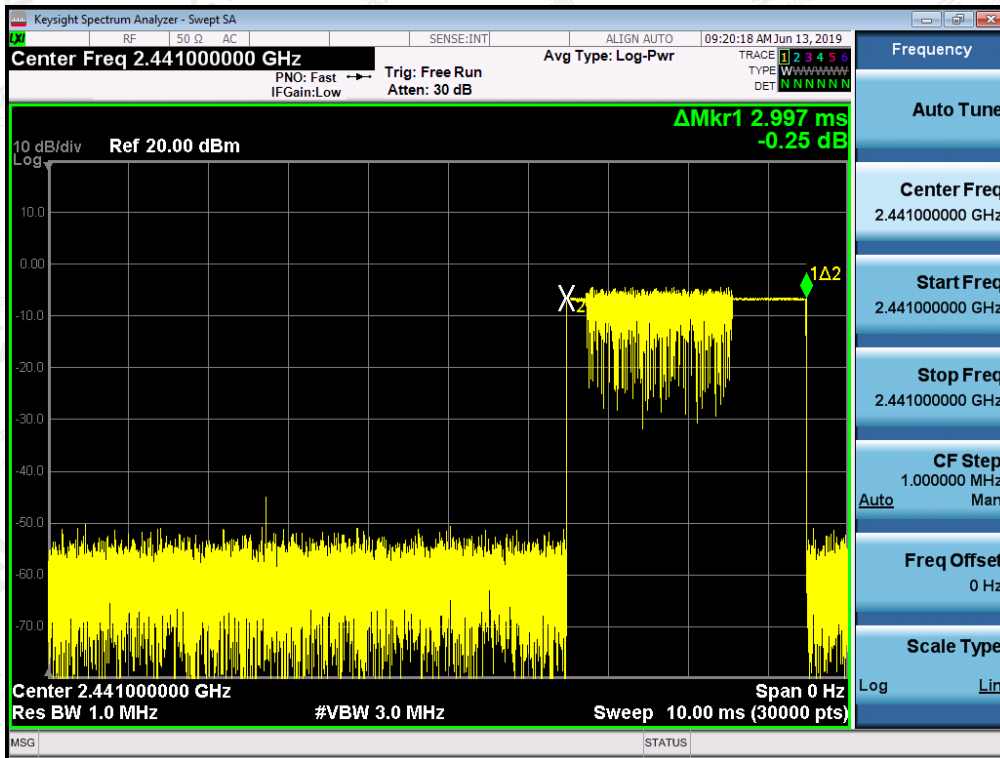 Keysight Spectrum Analyzer - Swept SA
LXI RF 50 Ω AC SENSE:INT ALIGN AUTO 09:20:18 AM Jun 13, 2019
Center Freq 2.441000000 GHz
PNO: Fast
IFGain:Low
Trig: Free Run
Atten: 30 dB
Avg Type: Log-Pwr
TRACE 1 2 3 4 5 6
TYPE WWWWWW
DET N N N N N N
ΔMkr1 2.997 ms
-0.25 dB
10 dB/div Ref 20.00 dBm
Log
10.0
0.00
-10.0
-20.0
-30.0
-40.0
-50.0
-60.0
-70.0
X2
1Δ2
Center 2.441000000 GHz Span 0 Hz
Res BW 1.0 MHz #VBW 3.0 MHz Sweep 10.00 ms (30000 pts)
MSG STATUS
Frequency
Auto Tune
Center Freq
2.441000000 GHz
Start Freq
2.441000000 GHz
Stop Freq
2.441000000 GHz
CF Step
1.000000 MHz
Auto Man
Freq Offset
0 Hz
Scale Type
Log Lin